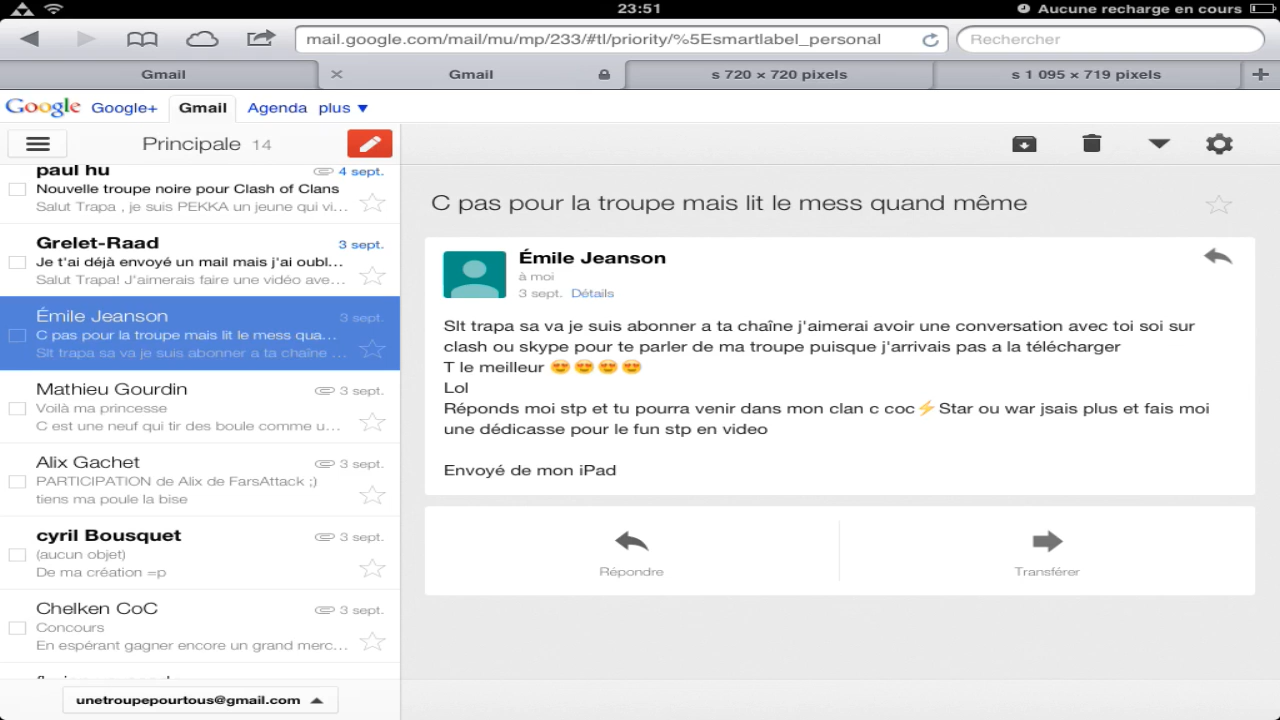 23:51
Aucune recharge en cours
mail.google.com/mail/mu/mp/233/#tl/priority/%5Esmartlabel_personal
Rechercher
Gmail
Gmail
s 720 × 720 pixels
s 1 095 × 719 pixels
Google Google+ Gmail Agenda plus ▼
Principale 14
paul hu 4 sept.
Nouvelle troupe noire pour Clash of Clans
Salut Trapa , je suis PEKKA un jeune qui vi...
Grelet-Raad 3 sept.
Je t'ai déjà envoyé un mail mais j'ai oubl...
Salut Trapa! J'aimerais faire une vidéo ave...
Émile Jeanson 3 sept.
C pas pour la troupe mais lit le mess qua...
Slt trapa sa va je suis abonner a ta chaîne ...
Mathieu Gourdin 3 sept.
Voilà ma princesse
C est une neuf qui tir des boule comme u...
Alix Gachet 3 sept.
PARTICIPATION de Alix de FarsAttack ;)
tiens ma poule la bise
cyril Bousquet 3 sept.
(aucun objet)
De ma création =p
Chelken CoC 3 sept.
Concours
En espérant gagner encore un grand merc...
unetroupepourtous@gmail.com
C pas pour la troupe mais lit le mess quand même
Émile Jeanson
à moi
3 sept. Détails
Slt trapa sa va je suis abonner a ta chaîne j'aimerai avoir une conversation avec toi soi sur
clash ou skype pour te parler de ma troupe puisque j'arrivais pas a la télécharger
T le meilleur 😍😍😍😍
Lol
Réponds moi stp et tu pourra venir dans mon clan c coc⚡Star ou war jsais plus et fais moi
une dédicasse pour le fun stp en video
Envoyé de mon iPad
Répondre
Transférer